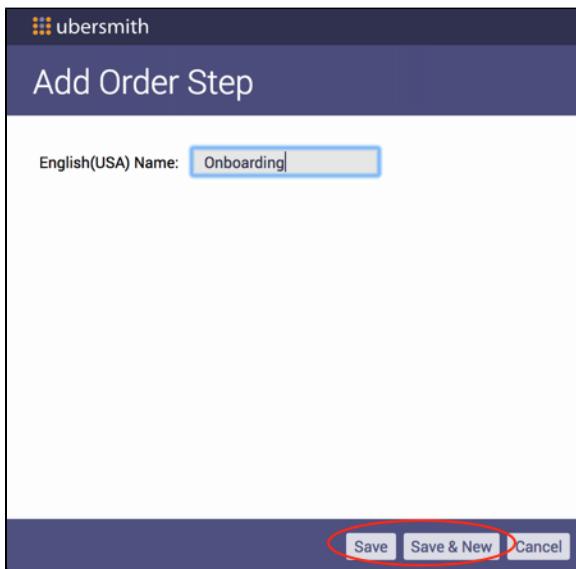 ubersmith
Add Order Step
English(USA) Name: Onboarding
Save Save & New Cancel